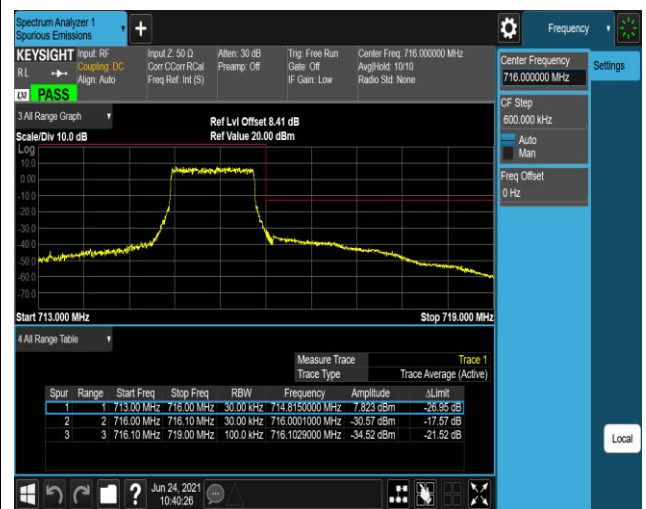 Spectrum Analyzer 1
Spurious Emissions
+
Frequency
KEYSIGHT
Input: RF
Coupling: DC
Align: Auto
RL
Input Z: 50 Ω
Corr CCorr RCal
Freq Ref: Int (S)
Atten: 30 dB
Preamp: Off
Trig: Free Run
Gate: Off
IF Gain: Low
Center Freq: 716.000000 MHz
Avg|Hold: 10/10
Radio Std: None
LXI PASS
Center Frequency
716.000000 MHz
Settings
CF Step
600.000 kHz
Auto
Man
Freq Offset
0 Hz
3 All Range Graph
Scale/Div 10.0 dB
Ref Lvl Offset 8.41 dB
Ref Value 20.00 dBm
Log
10.0
0.00
-10.0
-20.0
-30.0
-40.0
-50.0
-60.0
-70.0
Start 713.000 MHz
Stop 719.000 MHz
4 All Range Table
Measure Trace Trace 1
Trace Type Trace Average (Active)
Spur Range Start Freq Stop Freq RBW Frequency Amplitude ΔLimit
1 1 713.00 MHz 716.00 MHz 30.00 kHz 714.8150000 MHz 7.823 dBm -26.95 dB
2 2 716.00 MHz 716.10 MHz 30.00 kHz 716.0001000 MHz -30.57 dBm -17.57 dB
3 3 716.10 MHz 719.00 MHz 100.0 kHz 716.1029000 MHz -34.52 dBm -21.52 dB
Local
?
Jun 24, 2021
10:40:26